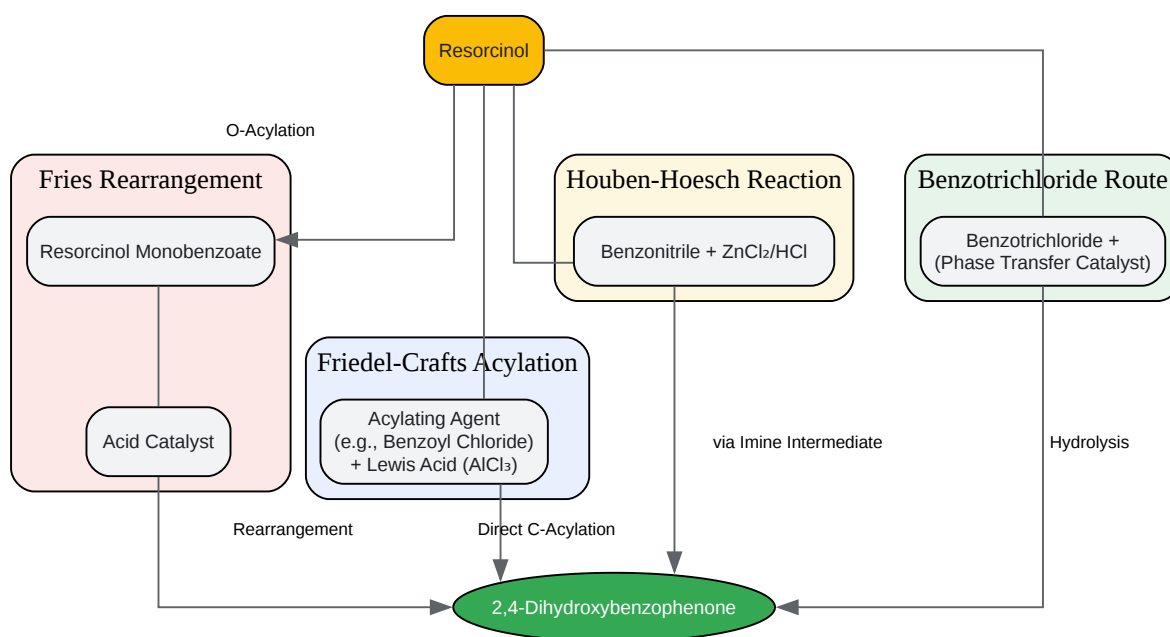 Resorcinol
O-Acylation
Fries Rearrangement
Resorcinol Monobenzoate
Acid Catalyst
Rearrangement
Friedel-Crafts Acylation
Acylating Agent
(e.g., Benzoyl Chloride)
+ Lewis Acid (AlCl₃)
Direct C-Acylation
Houben-Hoesch Reaction
Benzonitrile + ZnCl₂/HCl
via Imine Intermediate
Benzotrichloride Route
Benzotrichloride +
(Phase Transfer Catalyst)
Hydrolysis
2,4-Dihydroxybenzophenone